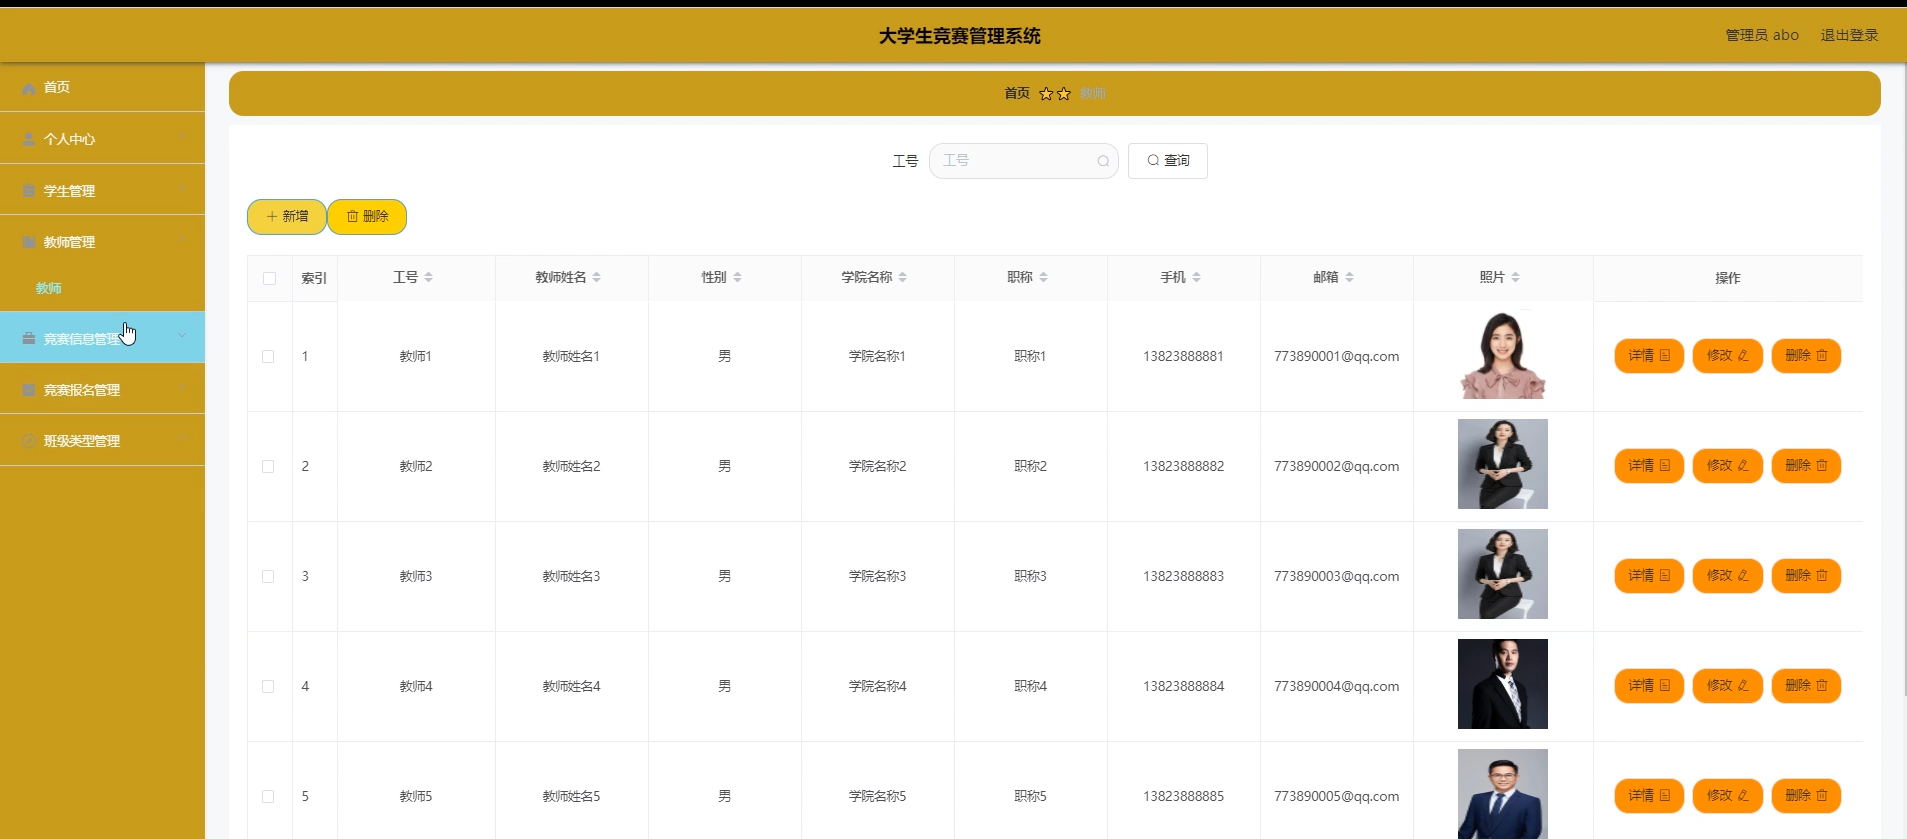 大学生竞赛管理系统
管理员 abo 退出登录
首页
个人中心
学生管理
教师管理
教师
竞赛信息管理
竞赛报名管理
班级类型管理
首页 教师
工号 工号 查询
新增 删除
索引 工号 教师姓名 性别 学院名称 职称 手机 邮箱 照片 操作
1 教师1 教师姓名1 男 学院名称1 职称1 13823888881 773890001@qq.com 详情 修改 删除
2 教师2 教师姓名2 男 学院名称2 职称2 13823888882 773890002@qq.com 详情 修改 删除
3 教师3 教师姓名3 男 学院名称3 职称3 13823888883 773890003@qq.com 详情 修改 删除
4 教师4 教师姓名4 男 学院名称4 职称4 13823888884 773890004@qq.com 详情 修改 删除
5 教师5 教师姓名5 男 学院名称5 职称5 13823888885 773890005@qq.com 详情 修改 删除